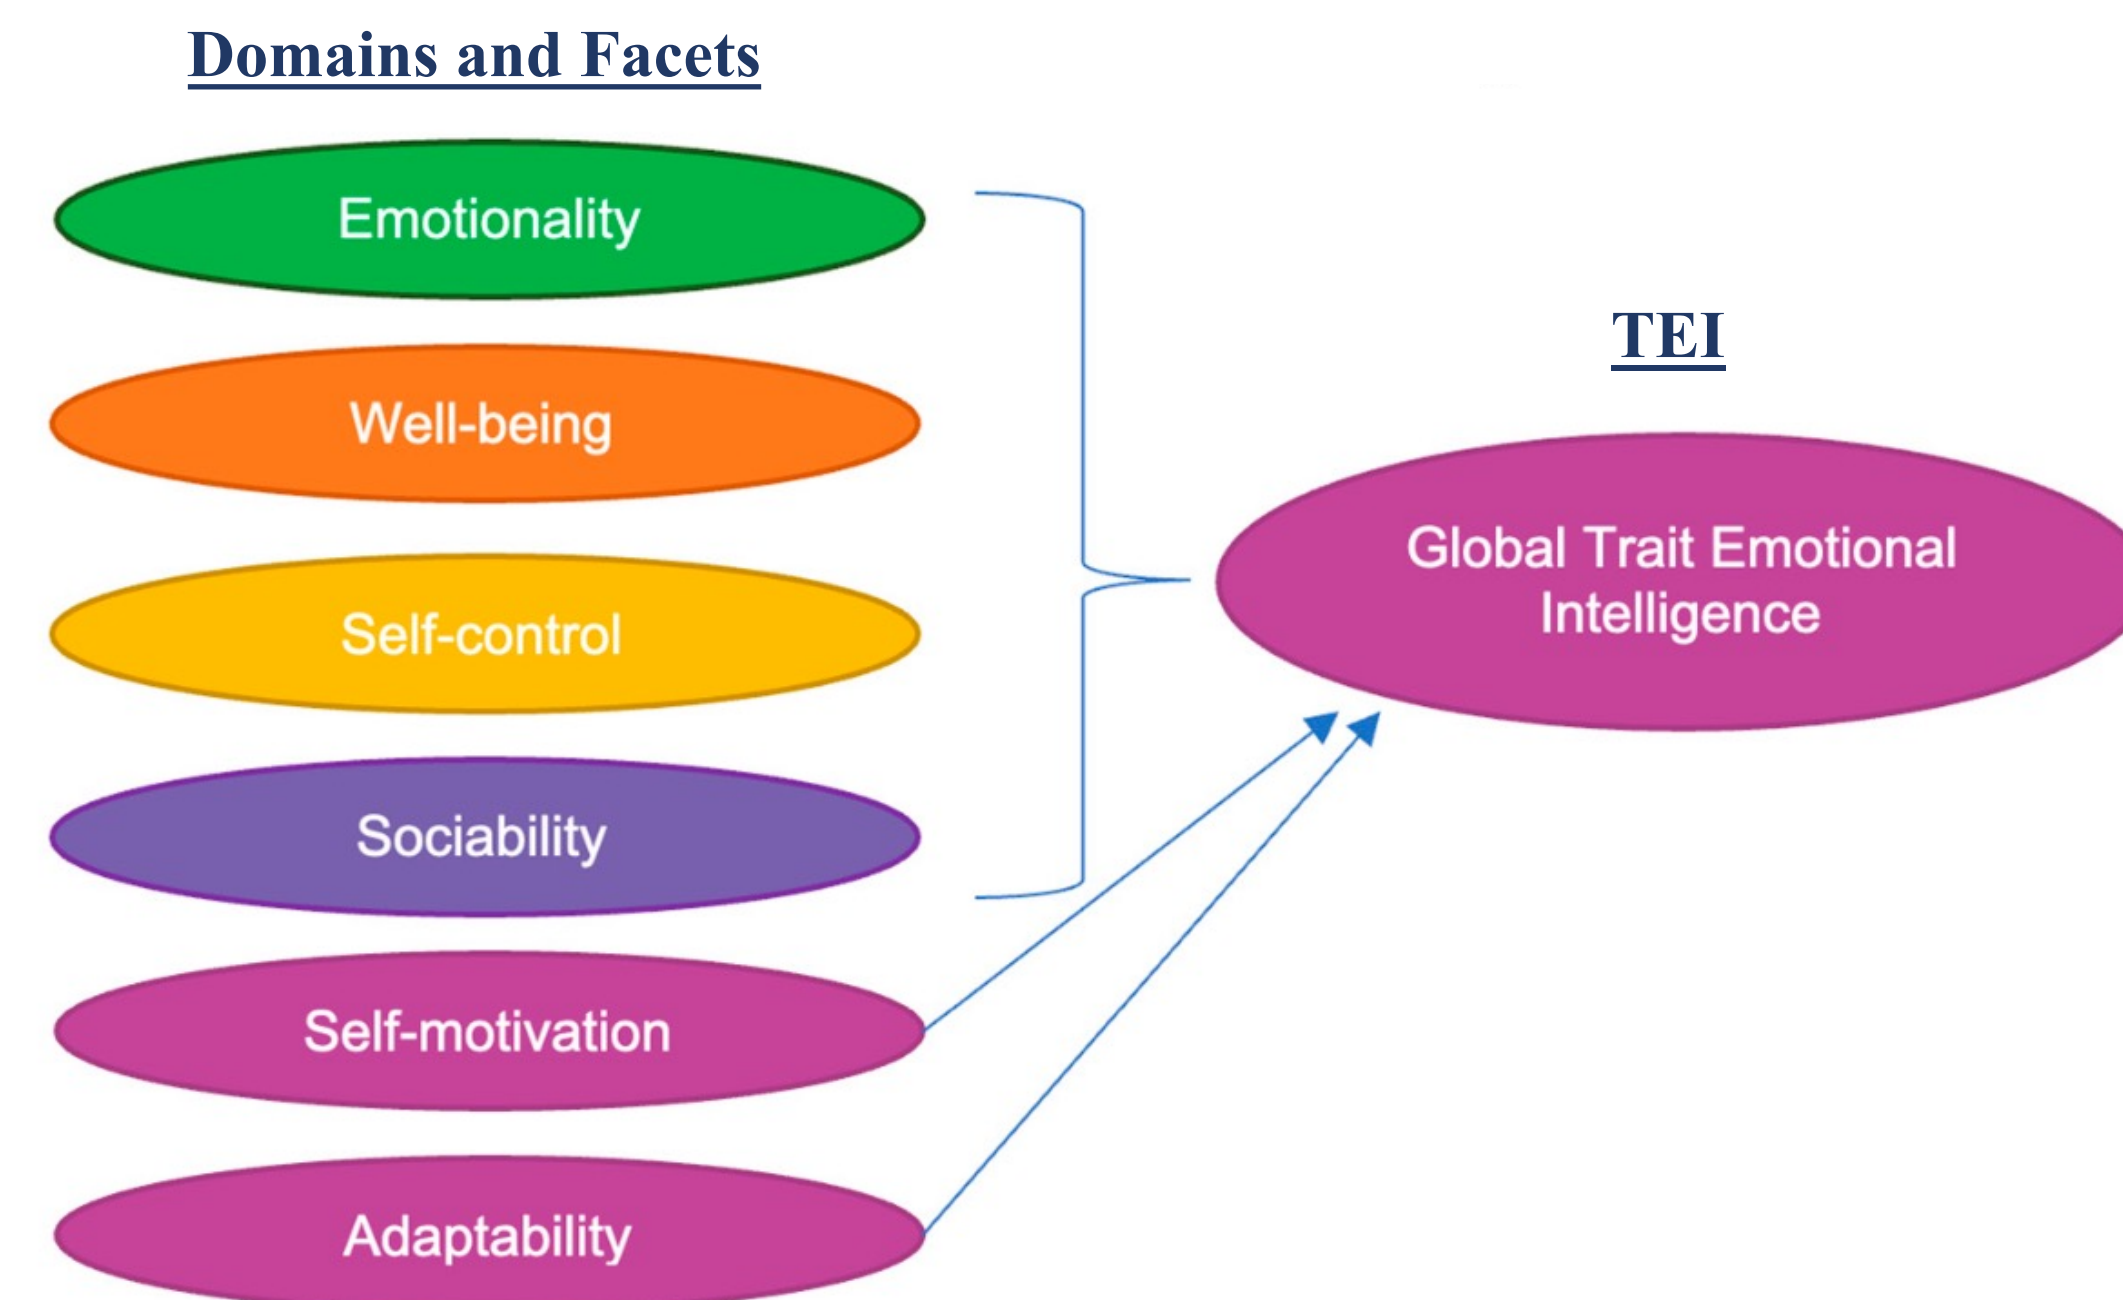 Domains and Facets
Emotionality
Well-being
Self-control
Sociability
Self-motivation
Adaptability
TEI
Global Trait Emotional
Intelligence